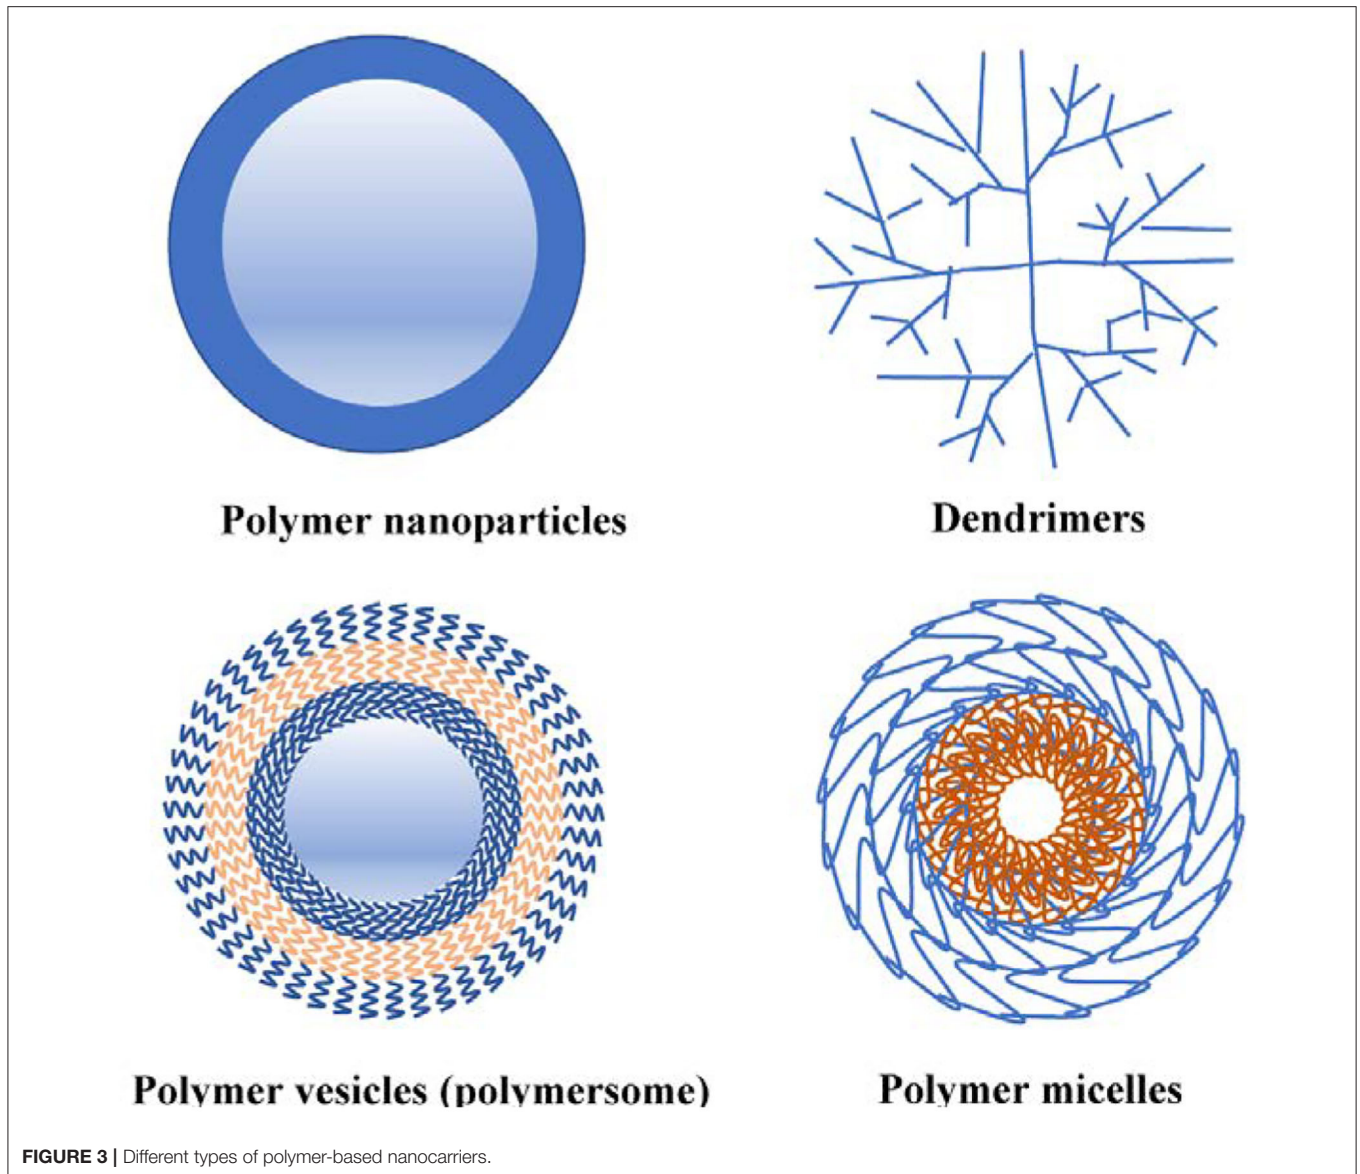 Polymer nanoparticles
Dendrimers
Polymer vesicles (polymersome)
Polymer micelles
FIGURE 3 | Different types of polymer-based nanocarriers.